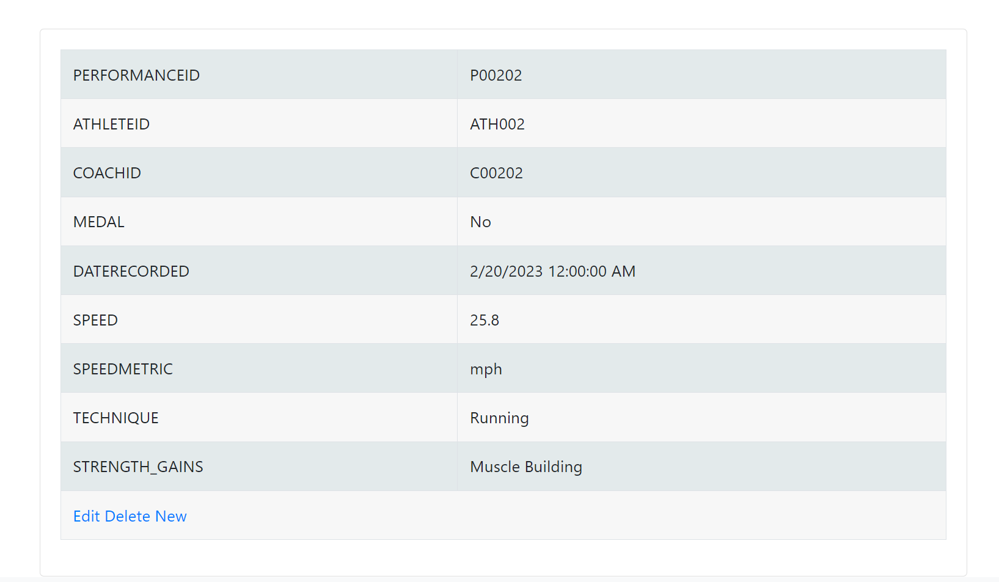 PERFORMANCEID P00202
ATHLETEID ATH002
COACHID C00202
MEDAL No
DATERECORDED 2/20/2023 12:00:00 AM
SPEED 25.8
SPEEDMETRIC mph
TECHNIQUE Running
STRENGTH_GAINS Muscle Building
Edit Delete New